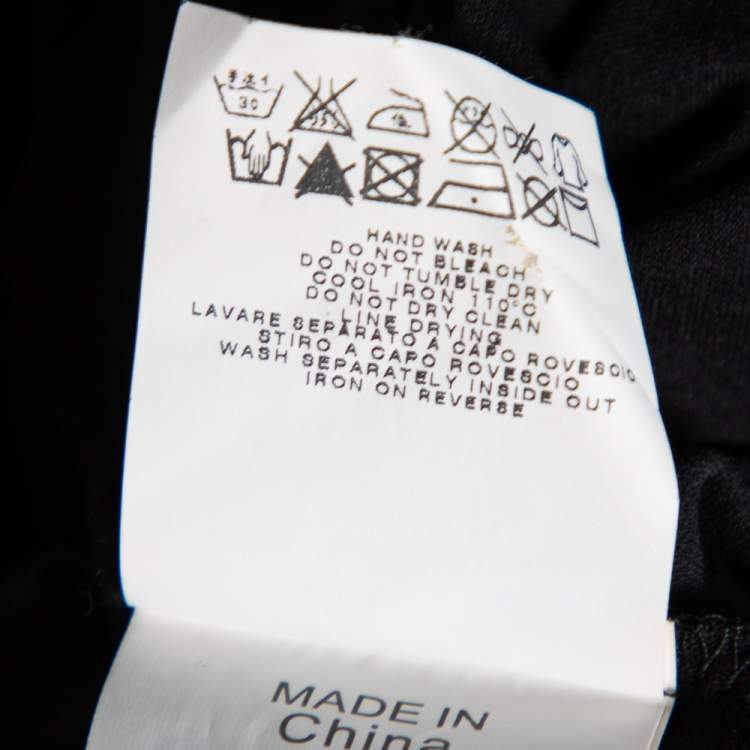 30
HAND WASH
DO NOT BLEACH
DO NOT TUMBLE DRY
COOL IRON 110°C
DO NOT DRY CLEAN
LINE DRYING
LAVARE SEPARATO A CAPO ROVESCIO
STIRO A CAPO ROVESCIO
WASH SEPARATELY INSIDE OUT
IRON ON REVERSE
MADE IN
China